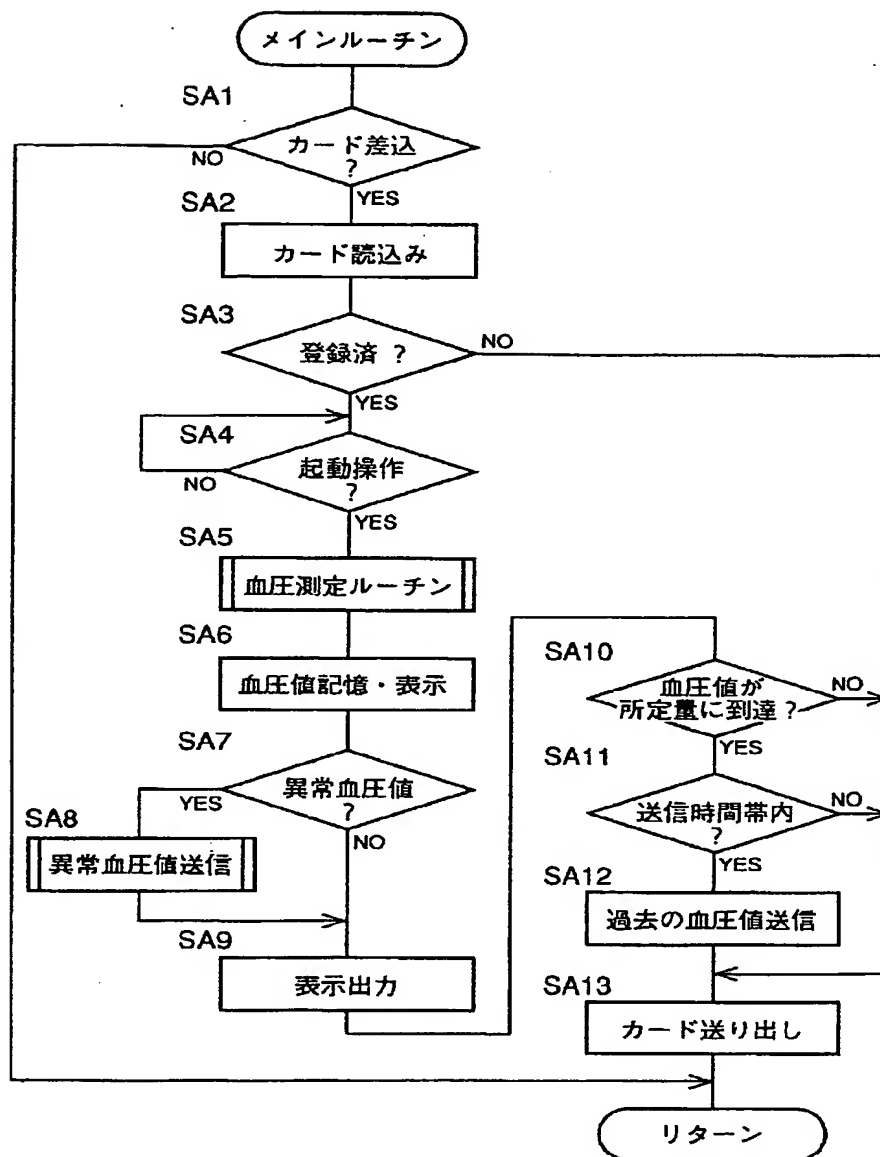 メインルーチン
SA1
カード差込
?
NO
YES
SA2
カード読込み
SA3
登録済 ?
NO
YES
SA4
起動操作
?
NO
YES
SA5
血圧測定ルーチン
SA6
血圧値記憶・表示
SA7
異常血圧値
?
YES
NO
SA8
異常血圧値送信
SA9
表示出力
SA10
血圧値が
所定量に到達 ?
NO
YES
SA11
送信時間帯内
?
NO
YES
SA12
過去の血圧値送信
SA13
カード送り出し
リターン